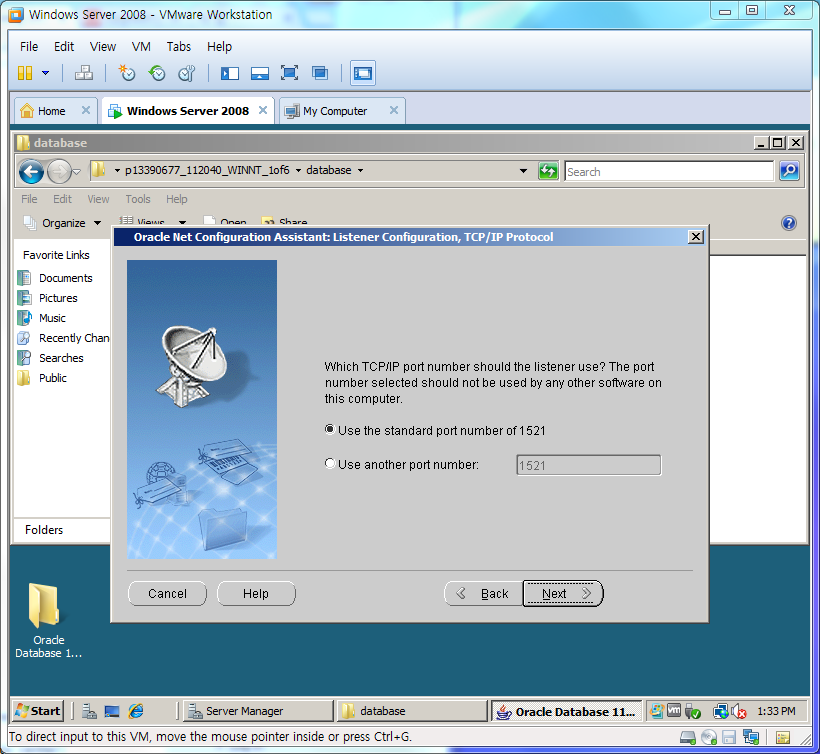 Windows Server 2008 - VMware Workstation
File Edit View VM Tabs Help
Home Windows Server 2008 My Computer
database
p13390677_112040_WINNT_1of6 database Search
File Edit View Tools Help
Organize Views Open Share
Favorite Links
Documents
Pictures
Music
Recently Chan
Searches
Public
Folders
Oracle Net Configuration Assistant: Listener Configuration, TCP/IP Protocol
Which TCP/IP port number should the listener use? The port
number selected should not be used by any other software on
this computer.
Use the standard port number of 1521
Use another port number: 1521
Cancel Help Back Next
Oracle
Database 1...
Start Server Manager database Oracle Database 11... 1:33 PM
To direct input to this VM, move the mouse pointer inside or press Ctrl+G.